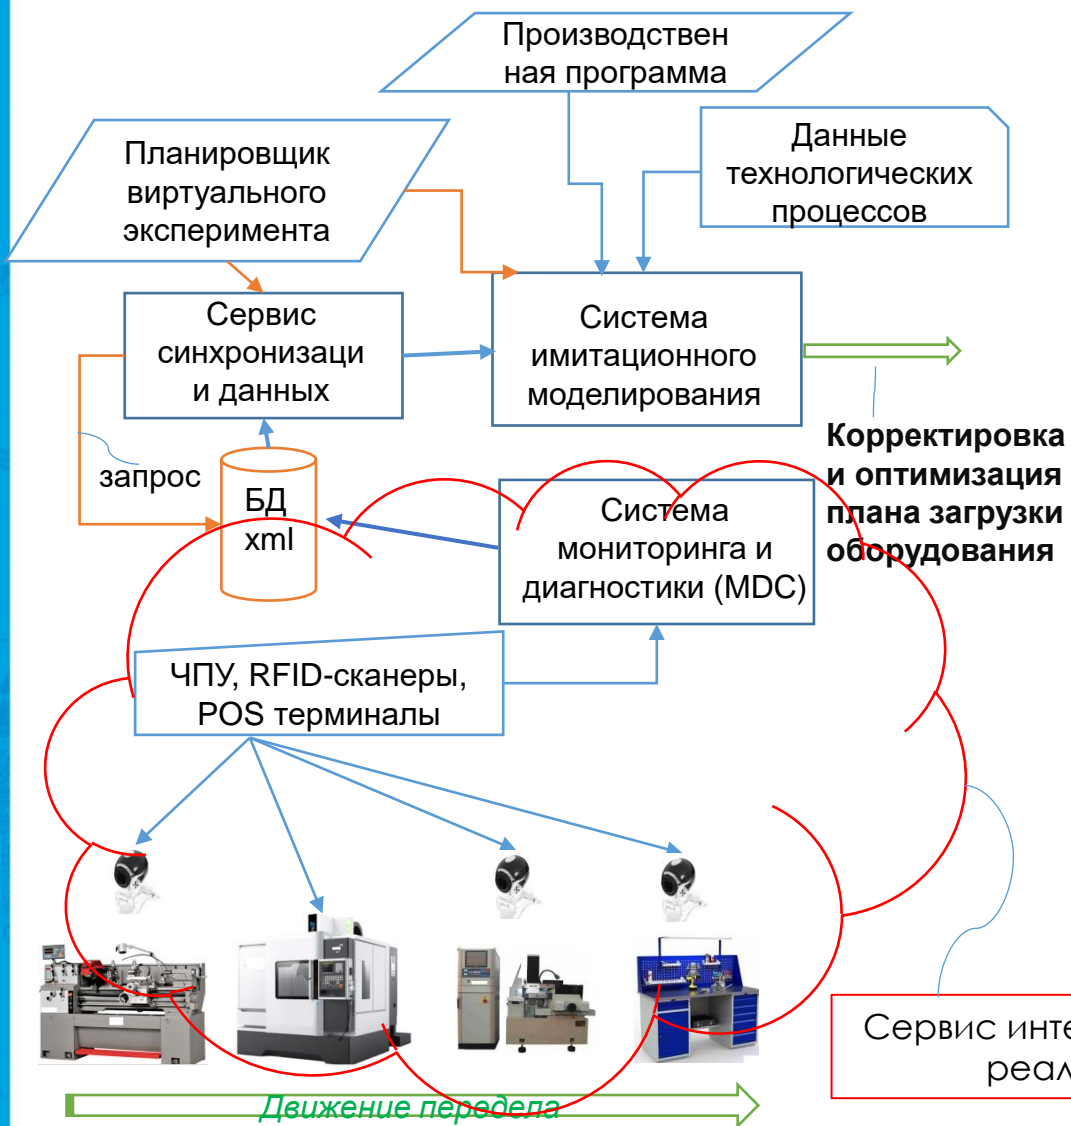 Производствен
ная программа
Данные
технологических
процессов
Планировщик
виртуального
эксперимента
Сервис
синхронизаци
и данных
Система
имитационного
моделирования
Корректировка
и оптимизация
плана загрузки
оборудования
запрос
БД
xml
Система
мониторинга и
диагностики (MDC)
ЧПУ, RFID-сканеры,
POS терминалы
Сервис инте
реал
Движение передела